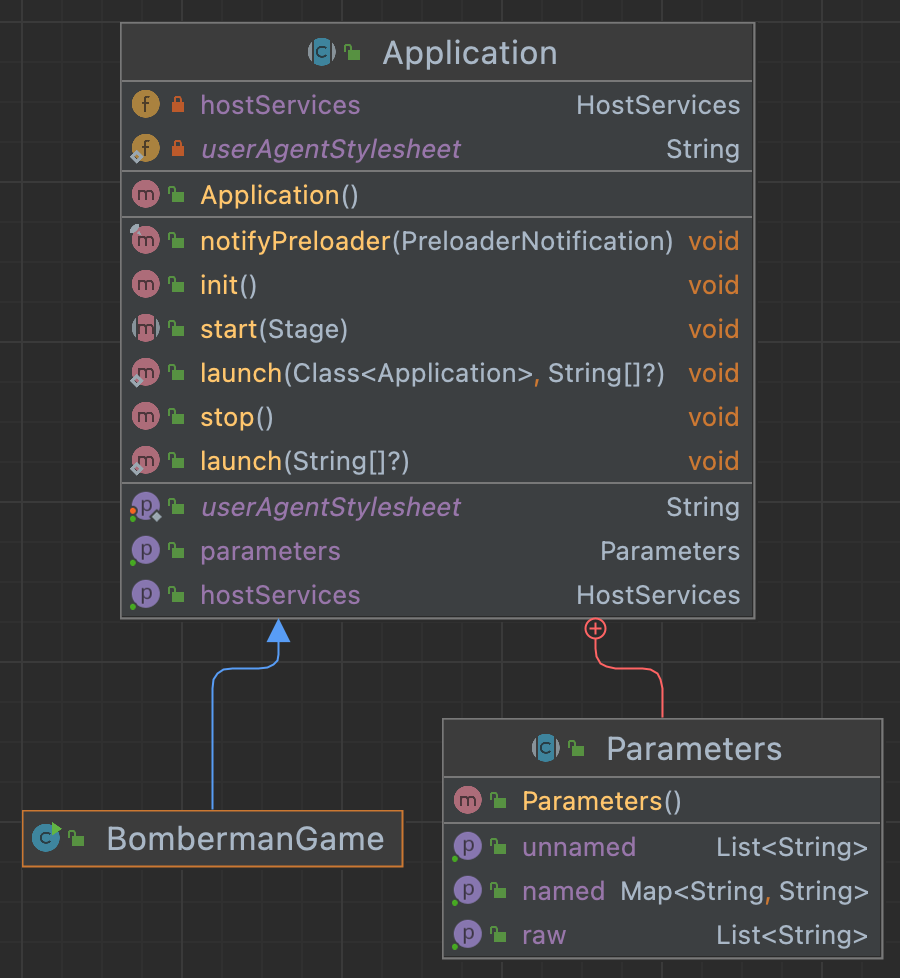 Application
hostServices HostServices
userAgentStylesheet String
Application()
notifyPreloader(PreloaderNotification) void
init() void
start(Stage) void
launch(Class<Application>, String[]?) void
stop() void
launch(String[]?) void
userAgentStylesheet String
parameters Parameters
hostServices HostServices
BombermanGame
Parameters
Parameters()
unnamed List<String>
named Map<String, String>
raw List<String>